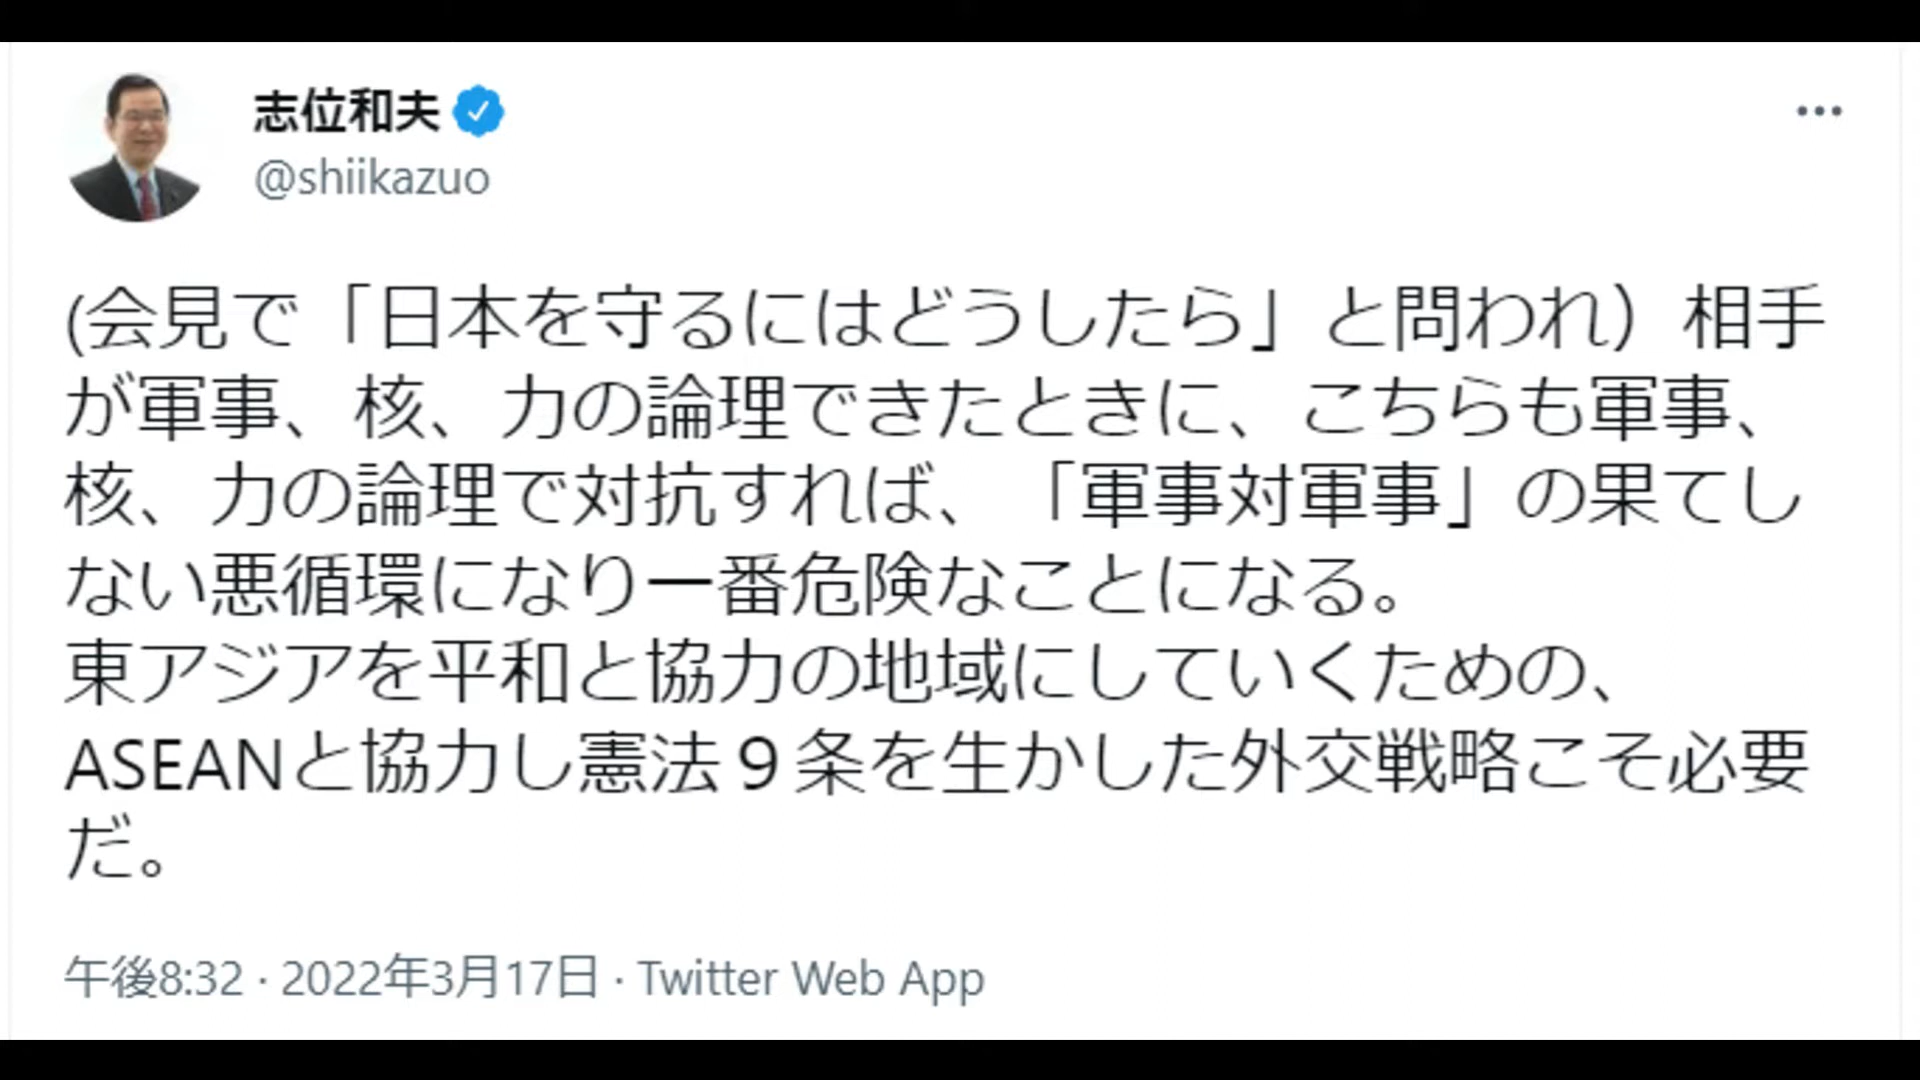 志位和夫
@shiikazuo
(会見で「日本を守るにはどうしたら」と問われ）相手
が軍事、核、力の論理できたときに、こちらも軍事、
核、力の論理で対抗すれば、「軍事対軍事」の果てし
ない悪循環になり一番危険なことになる。
東アジアを平和と協力の地域にしていくための、
ASEANと協力し憲法９条を生かした外交戦略こそ必要
だ。
午後8:32 · 2022年3月17日 · Twitter Web App